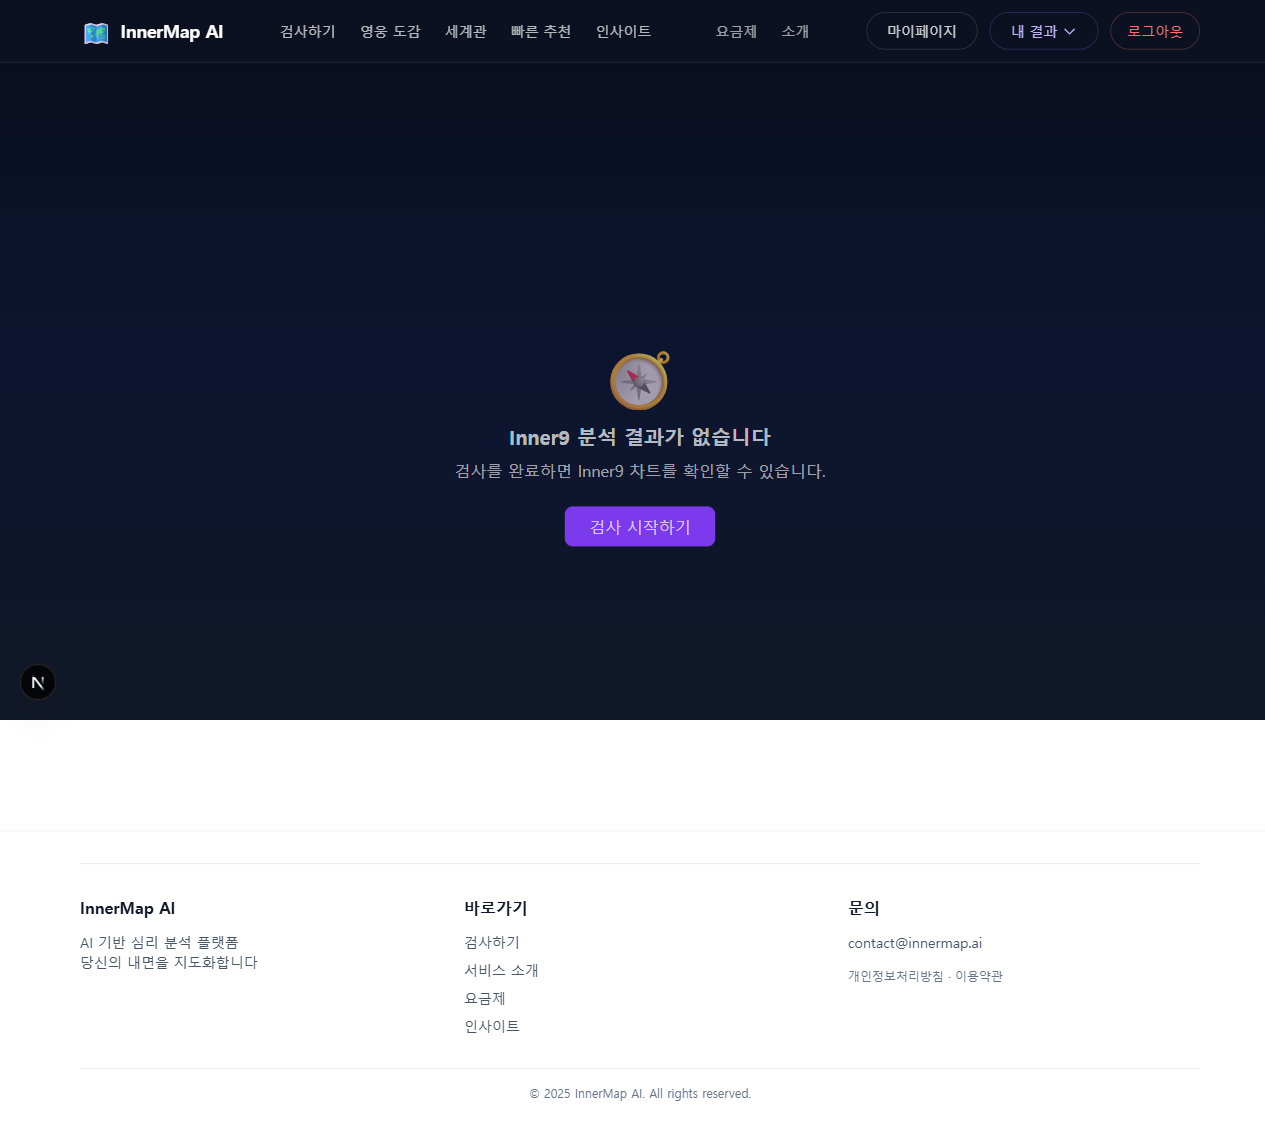 InnerMap AI
검사하기
영웅 도감
세계관
빠른 추천
인사이트
요금제
소개
마이페이지
내 결과
로그아웃
Inner9 분석 결과가 없습니다
검사를 완료하면 Inner9 차트를 확인할 수 있습니다.
검사 시작하기
N
InnerMap AI
AI 기반 심리 분석 플랫폼
당신의 내면을 지도화합니다
바로가기
검사하기
서비스 소개
요금제
인사이트
문의
contact@innermap.ai
개인정보처리방침 · 이용약관
© 2025 InnerMap AI. All rights reserved.